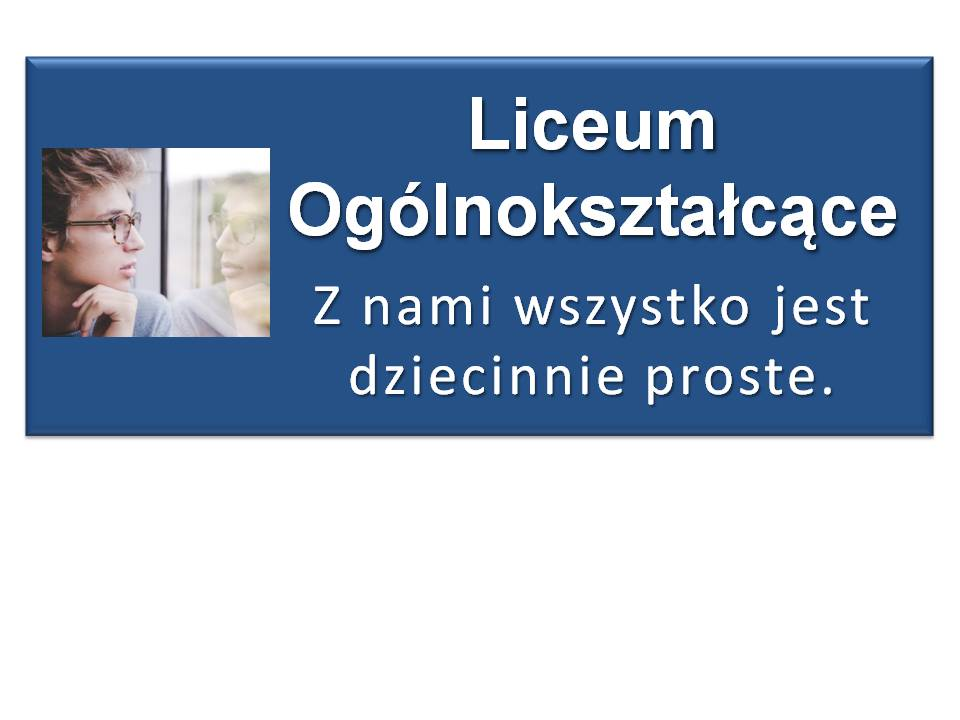 Liceum
Ogólnokształcące
Z nami wszystko jest
dziecinnie proste.